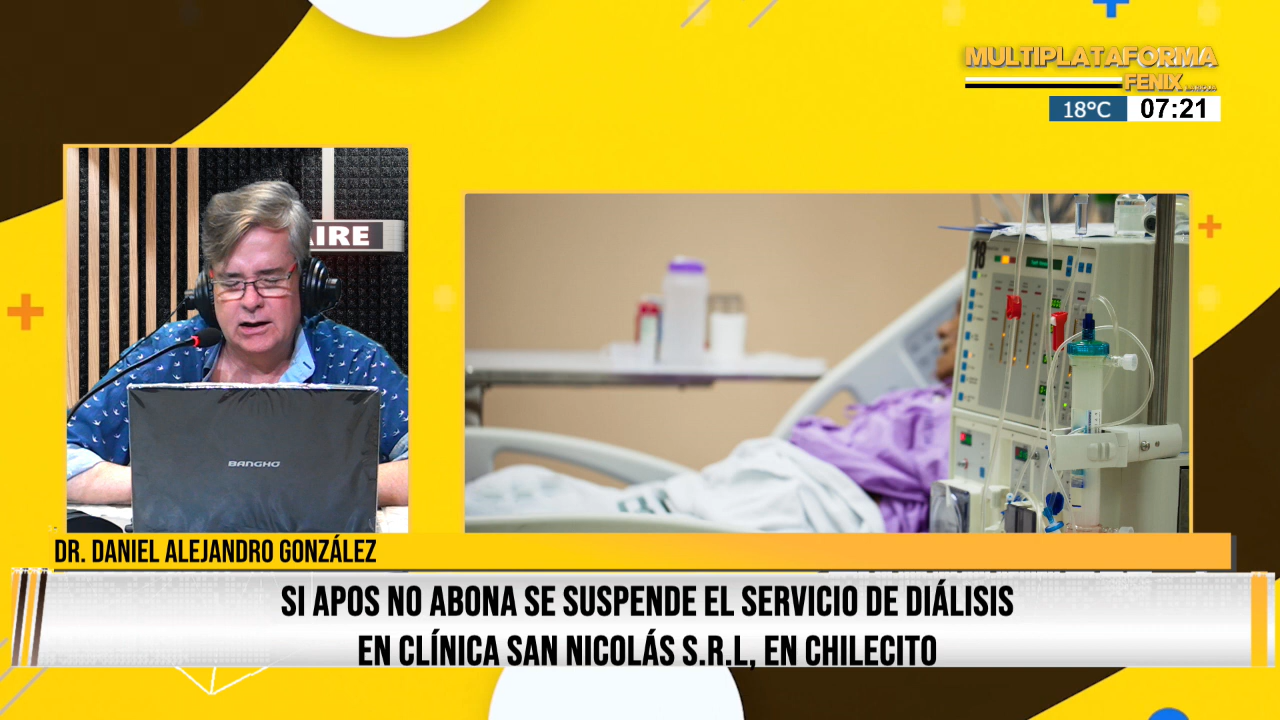 MULTIPLATAFORMA
FENIX
18°C 07:21
AIRE
18
BANGHO
DR. DANIEL ALEJANDRO GONZÁLEZ
SI APOS NO ABONA SE SUSPENDE EL SERVICIO DE DIÁLISIS
EN CLÍNICA SAN NICOLÁS S.R.L, EN CHILECITO